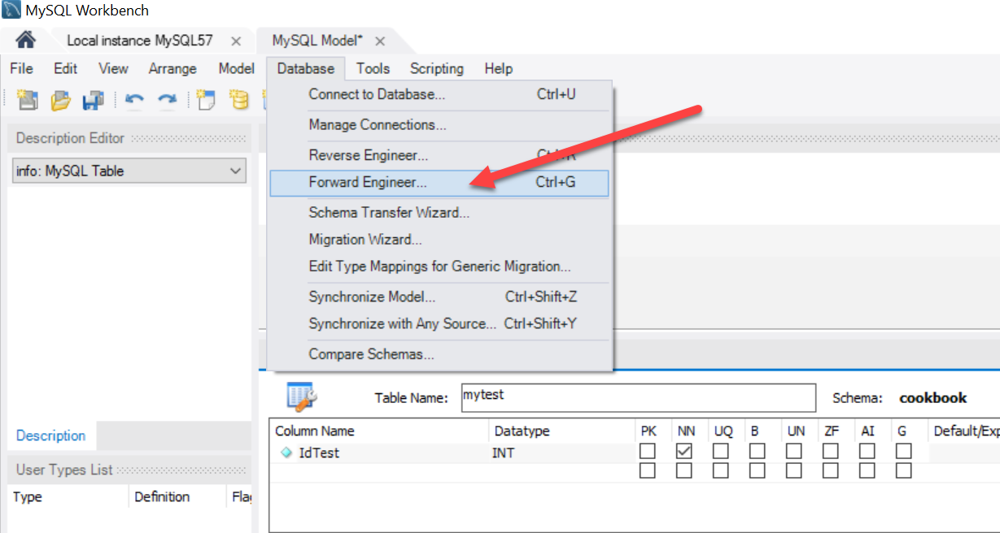 MySQL Workbench
Local instance MySQL57
MySQL Model*
File Edit View Arrange Model Database Tools Scripting Help
Connect to Database... Ctrl+U
Manage Connections...
Reverse Engineer... Ctrl+R
Forward Engineer... Ctrl+G
Schema Transfer Wizard...
Migration Wizard...
Edit Type Mappings for Generic Migration...
Synchronize Model... Ctrl+Shift+Z
Synchronize with Any Source... Ctrl+Shift+Y
Compare Schemas...
Description Editor
info: MySQL Table
Description
User Types List
Type Definition
Table Name: mytest Schema: cookbook
Column Name Datatype PK NN UQ B UN ZF AI G Default/Exp
IdTest INT